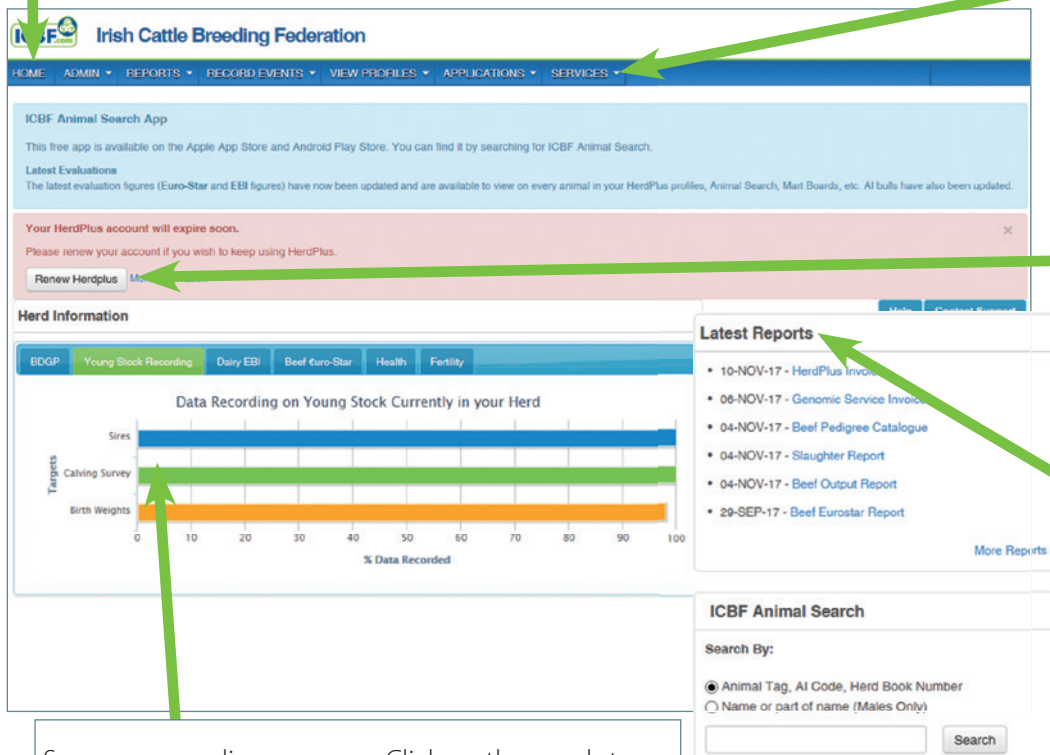 Irish Cattle Breeding Federation
HOME ADMIN REPORTS RECORD EVENTS VIEW PROFILES APPLICATIONS SERVICES
ICBF Animal Search App
This free app is available on the Apple App Store and Android Play Store. You can find it by searching for ICBF Animal Search.
Latest Evaluations
The latest evaluation figures (Euro-Star and EBI figures) have now been updated and are available to view on every animal in your HerdPlus profiles, Animal Search, Mart Boards, etc. AI bulls have also been updated.
Your HerdPlus account will expire soon.
Please renew your account if you wish to keep using HerdPlus.
Renew Herdplus
Herd Information
Help Contact Support
BDGP Young Stock Recording Dairy EBI Beef €uro-Star Health Fertility
Data Recording on Young Stock Currently in your Herd
Targets
Sires
Calving Survey
Birth Weights
0 10 20 30 40 50 60 70 80 90 100
% Data Recorded
Latest Reports
• 10-NOV-17 - HerdPlus Invoice
• 06-NOV-17 - Genomic Service Invoice
• 04-NOV-17 - Beef Pedigree Catalogue
• 04-NOV-17 - Slaughter Report
• 04-NOV-17 - Beef Output Report
• 29-SEP-17 - Beef Eurostar Report
More Reports
ICBF Animal Search
Search By:
Animal Tag, AI Code, Herd Book Number
Name or part of name (Males Only)
Search